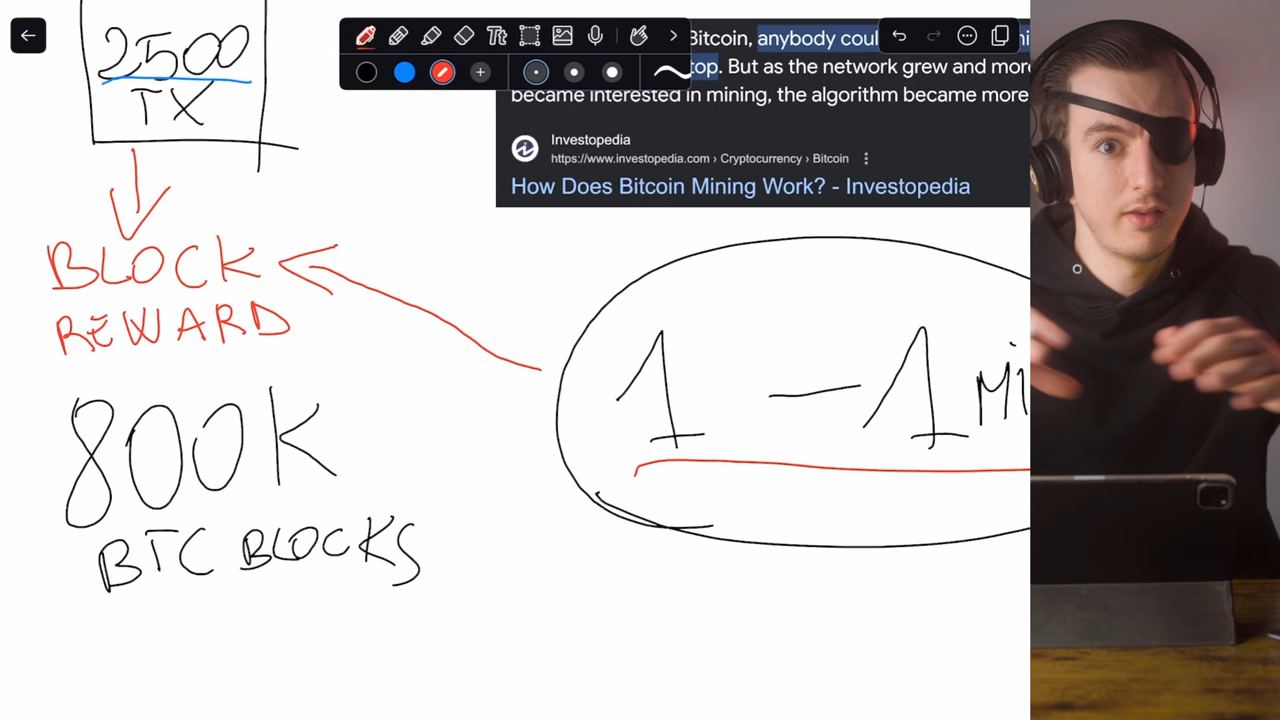 2500
TX
BLOCK
REWARD
800K
BTC BLOCKS
Tt
Bitcoin, anybody coul
top. But as the network grew and more
became interested in mining, the algorithm became more
Investopedia
https://www.investopedia.com › Cryptocurrency › Bitcoin
How Does Bitcoin Mining Work? - Investopedia
1 – 1 Mi